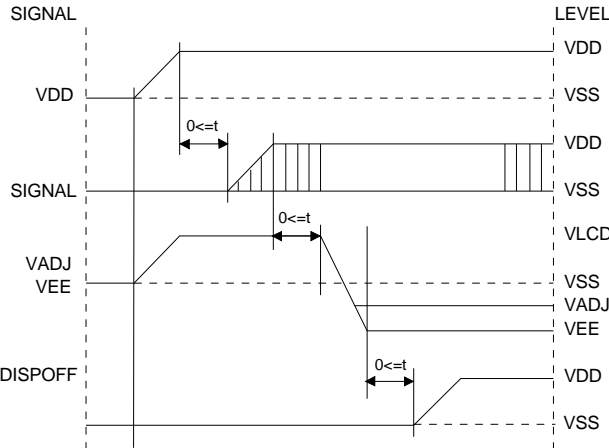 SIGNAL LEVEL
VDD
VDD VSS
0<=t
VDD
SIGNAL VSS
0<=t VLCD
VADJ
VEE VSS
VADJ
VEE
0<=t
DISPOFF VDD
VSS